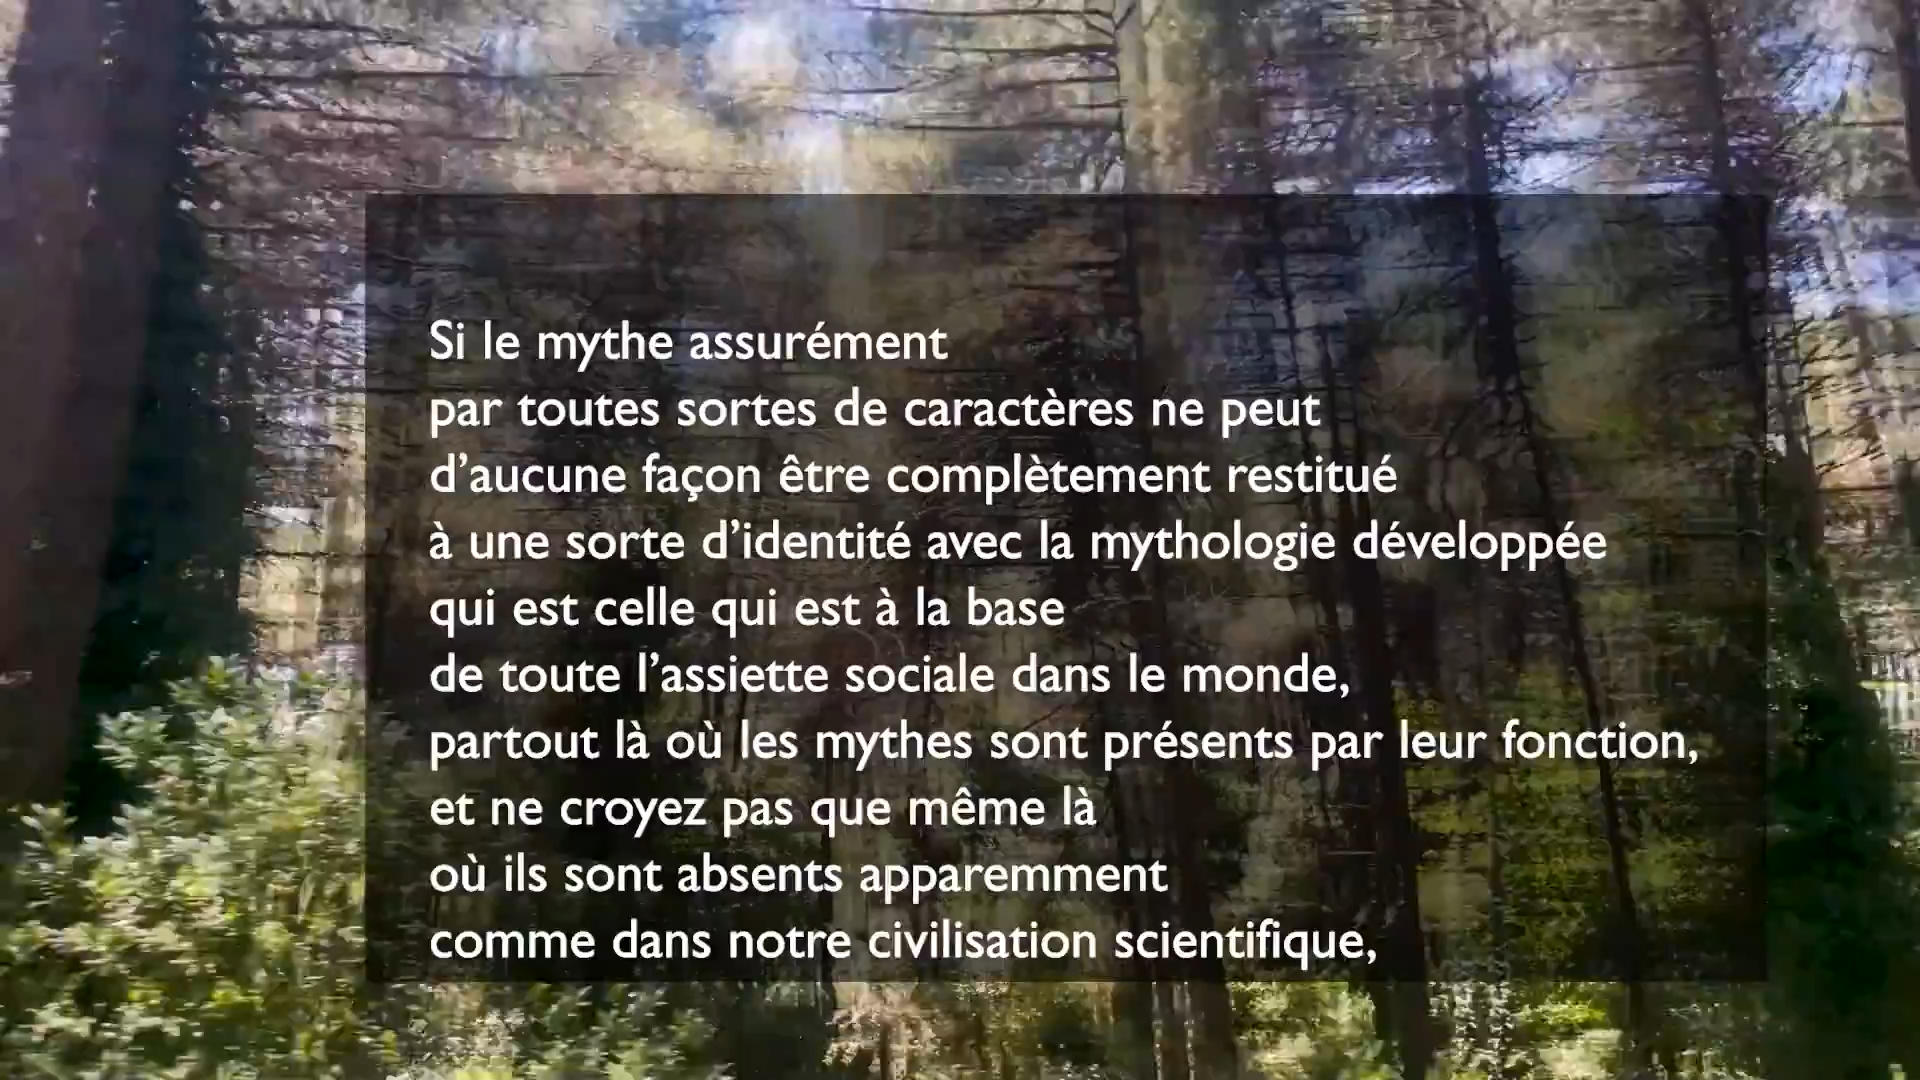 Si le mythe assurément
par toutes sortes de caractères ne peut
d’aucune façon être complètement restitué
à une sorte d’identité avec la mythologie développée
qui est celle qui est à la base
de toute l’assiette sociale dans le monde,
partout là où les mythes sont présents par leur fonction,
et ne croyez pas que même là
où ils sont absents apparemment
comme dans notre civilisation scientifique,